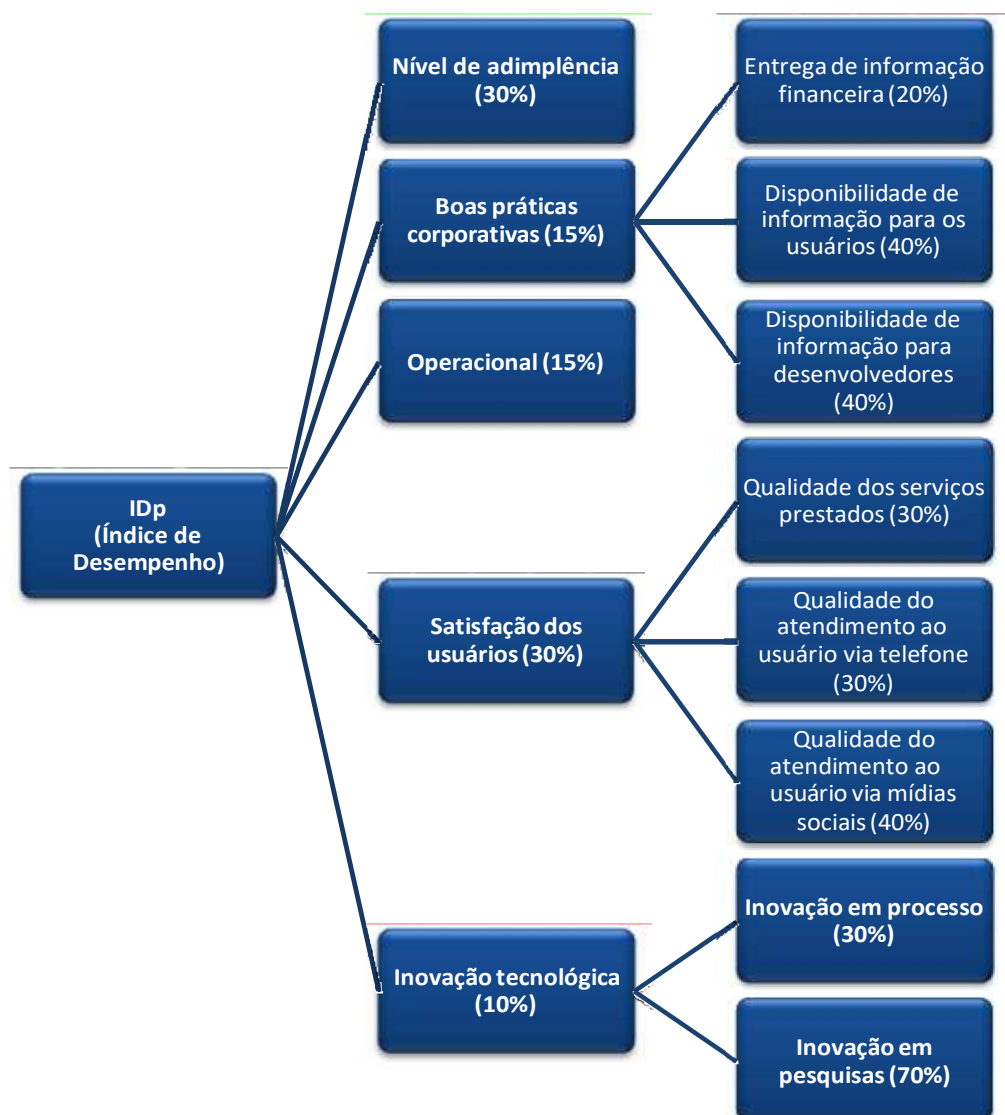 IDp
(Índice de
Desempenho)
Nível de adimplência
(30%)
Boas práticas
corporativas (15%)
Operacional (15%)
Satisfação dos
usuários (30%)
Inovação tecnológica
(10%)
Entrega de informação
financeira (20%)
Disponibilidade de
informação para os
usuários (40%)
Disponibilidade de
informação para
desenvolvedores
(40%)
Qualidade dos serviços
prestados (30%)
Qualidade do
atendimento ao
usuário via telefone
(30%)
Qualidade do
atendimento ao
usuário via mídias
sociais (40%)
Inovação em processo
(30%)
Inovação em
pesquisas (70%)